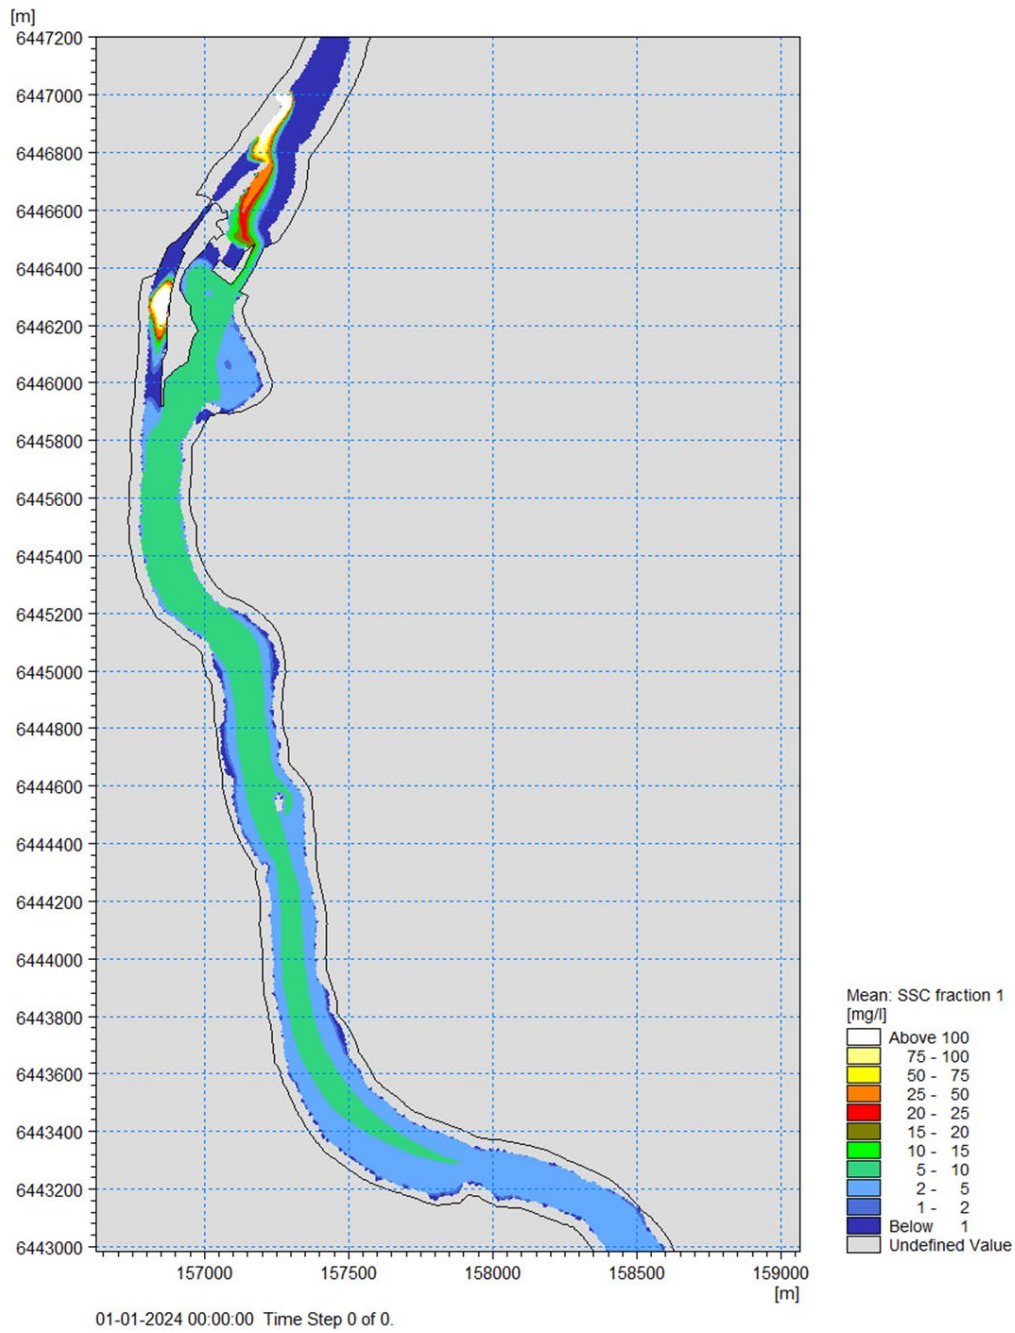 [m]
6447200
6447000
6446800
6446600
6446400
6446200
6446000
6445800
6445600
6445400
6445200
6445000
6444800
6444600
6444400
6444200
6444000
6443800
6443600
6443400
6443200
6443000
157000 157500 158000 158500 159000
[m]
Mean: SSC fraction 1
[mg/l]
Above 100
75 - 100
50 - 75
25 - 50
20 - 25
15 - 20
10 - 15
5 - 10
2 - 5
1 - 2
Below 1
Undefined Value
01-01-2024 00:00:00 Time Step 0 of 0.